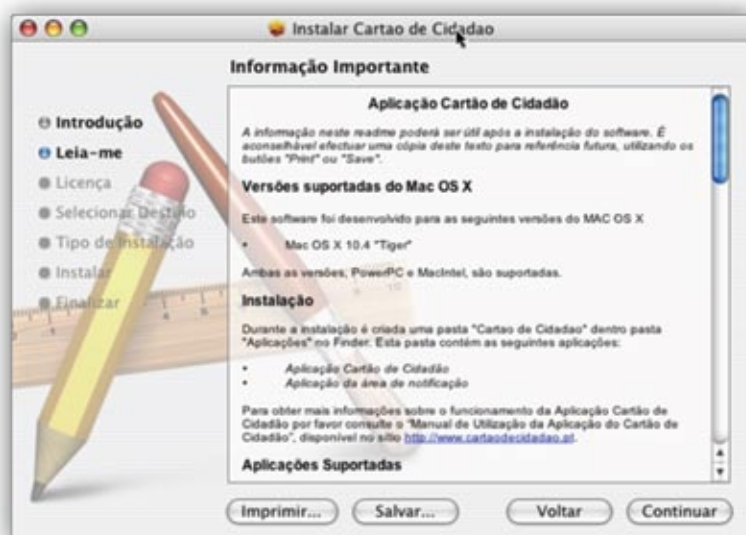 Instalar Cartao de Cidadao
Informação Importante
Introdução
Leia-me
Licença
Selecionar Destino
Tipo de Instalação
Instalar
Finalizar
Aplicação Cartão de Cidadão
A informação neste readme poderá ser útil após a instalação do software. É
aconselhável efectuar uma cópia deste texto para referência futura, utilizando os
butões "Print" ou "Save".
Versões suportadas do Mac OS X
Este software foi desenvolvido para as seguintes versões do MAC OS X
• Mac OS X 10.4 "Tiger"
Ambas as versões, PowerPC e MacIntel, são suportadas.
Instalação
Durante a instalação é criada uma pasta "Cartao de Cidadao" dentro pasta
"Aplicações" no Finder. Esta pasta contém as seguintes aplicações:
• Aplicação Cartão de Cidadão
• Aplicação da área de notificação
Para obter mais informações sobre o funcionamento da Aplicação Cartão de
Cidadão por favor consulte o "Manual de Utilização da Aplicação do Cartão de
Cidadão", disponível no sítio http://www.cartaodecidadao.pt.
Aplicações Suportadas
Imprimir... Salvar... Voltar Continuar